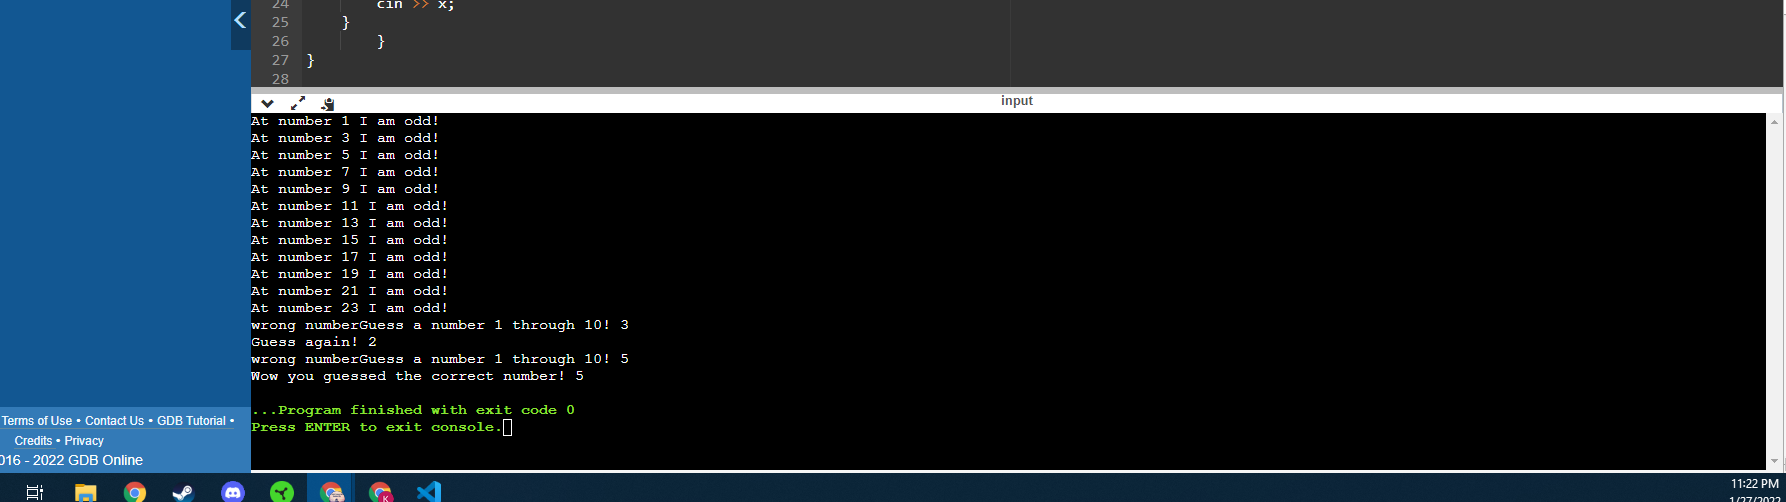 24 cin >> x;
25 }
26 }
27 }
28
input
At number 1 I am odd!
At number 3 I am odd!
At number 5 I am odd!
At number 7 I am odd!
At number 9 I am odd!
At number 11 I am odd!
At number 13 I am odd!
At number 15 I am odd!
At number 17 I am odd!
At number 19 I am odd!
At number 21 I am odd!
At number 23 I am odd!
wrong numberGuess a number 1 through 10! 3
Guess again! 2
wrong numberGuess a number 1 through 10! 5
Wow you guessed the correct number! 5
...Program finished with exit code 0
Press ENTER to exit console.
Terms of Use • Contact Us • GDB Tutorial •
Credits • Privacy
016 - 2022 GDB Online
K
11:22 PM
1/27/2022